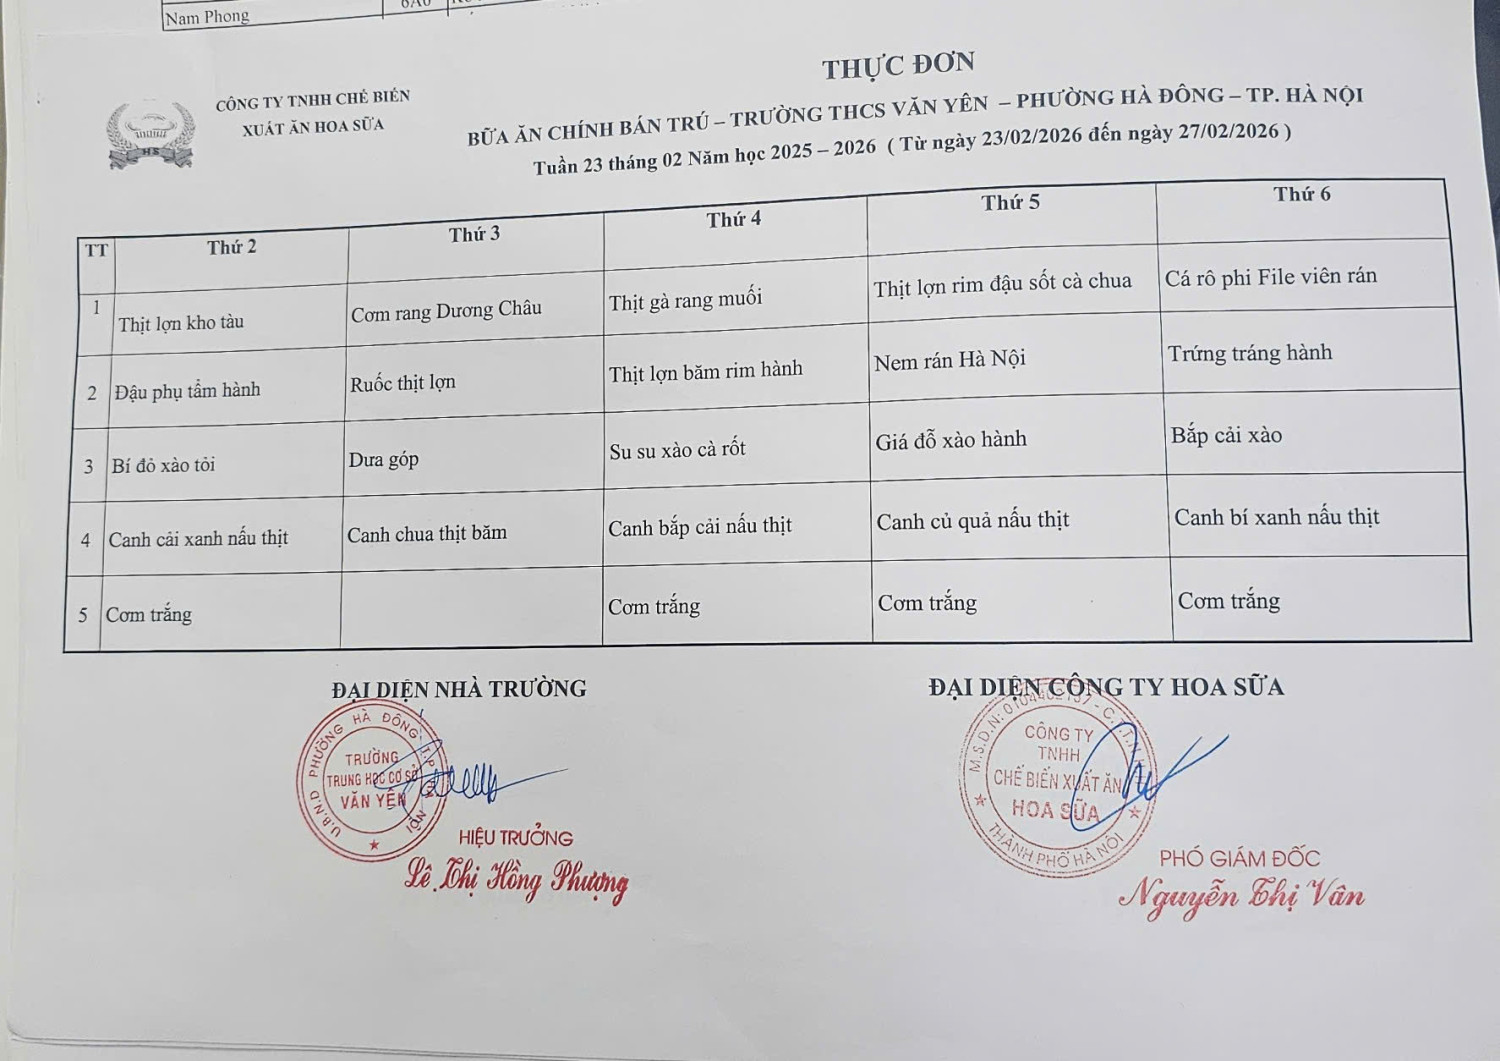 Nam Phong
CÔNG TY TNHH CHẾ BIẾN
XUẤT ĂN HOA SỮA
HS
THỰC ĐƠN
BỮA ĂN CHÍNH BÁN TRÚ – TRƯỜNG THCS VĂN YÊN – PHƯỜNG HÀ ĐÔNG – TP. HÀ NỘI
Tuần 23 tháng 02 Năm học 2025 – 2026 ( Từ ngày 23/02/2026 đến ngày 27/02/2026 )
TT Thứ 2 Thứ 3 Thứ 4 Thứ 5 Thứ 6
1 Thịt lợn kho tàu Cơm rang Dương Châu Thịt gà rang muối Thịt lợn rim đậu sốt cà chua Cá rô phi File viên rán
2 Đậu phụ tẩm hành Ruốc thịt lợn Thịt lợn băm rim hành Nem rán Hà Nội Trứng tráng hành
3 Bí đỏ xào tỏi Dưa góp Su su xào cà rốt Giá đỗ xào hành Bắp cải xào
4 Canh cải xanh nấu thịt Canh chua thịt băm Canh bắp cải nấu thịt Canh củ quả nấu thịt Canh bí xanh nấu thịt
5 Cơm trắng Cơm trắng Cơm trắng Cơm trắng
ĐẠI DIỆN NHÀ TRƯỜNG
U.B.N.D PHƯỜNG HÀ ĐÔNG T.P NỘI
TRƯỜNG
TRUNG HỌC CƠ SỞ
VĂN YÊN
HIỆU TRƯỞNG
Lê Thị Hồng Phượng
ĐẠI DIỆN CÔNG TY HOA SỮA
M.S.D.N:
CÔNG TY
TNHH
CHẾ BIẾN XUẤT ĂN
HOA SỮA
THÀNH PHỐ HÀ NỘI
PHÓ GIÁM ĐỐC
Nguyễn Thị Vân